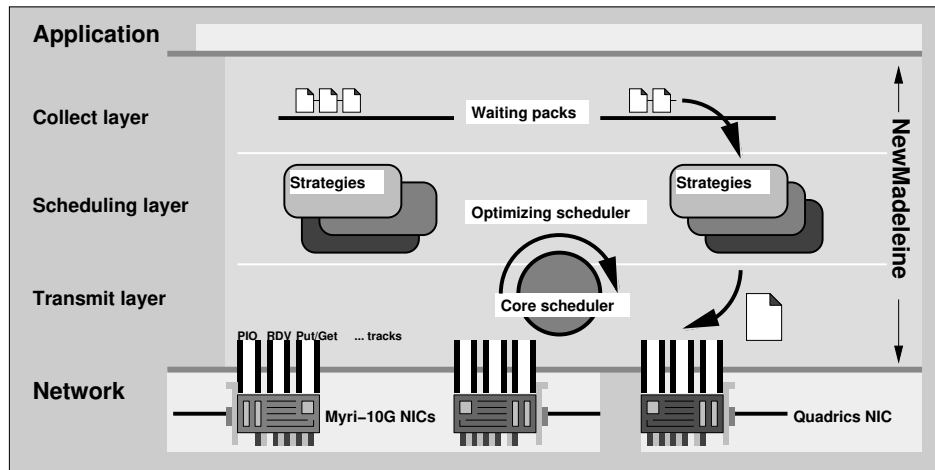 Application
Collect layer
Waiting packs
Strategies
Strategies
Scheduling layer
Optimizing scheduler
NewMadeleine
Transmit layer
Core scheduler
PIO RDV Put/Get ... tracks
Network
Myri−10G NICs
Quadrics NIC